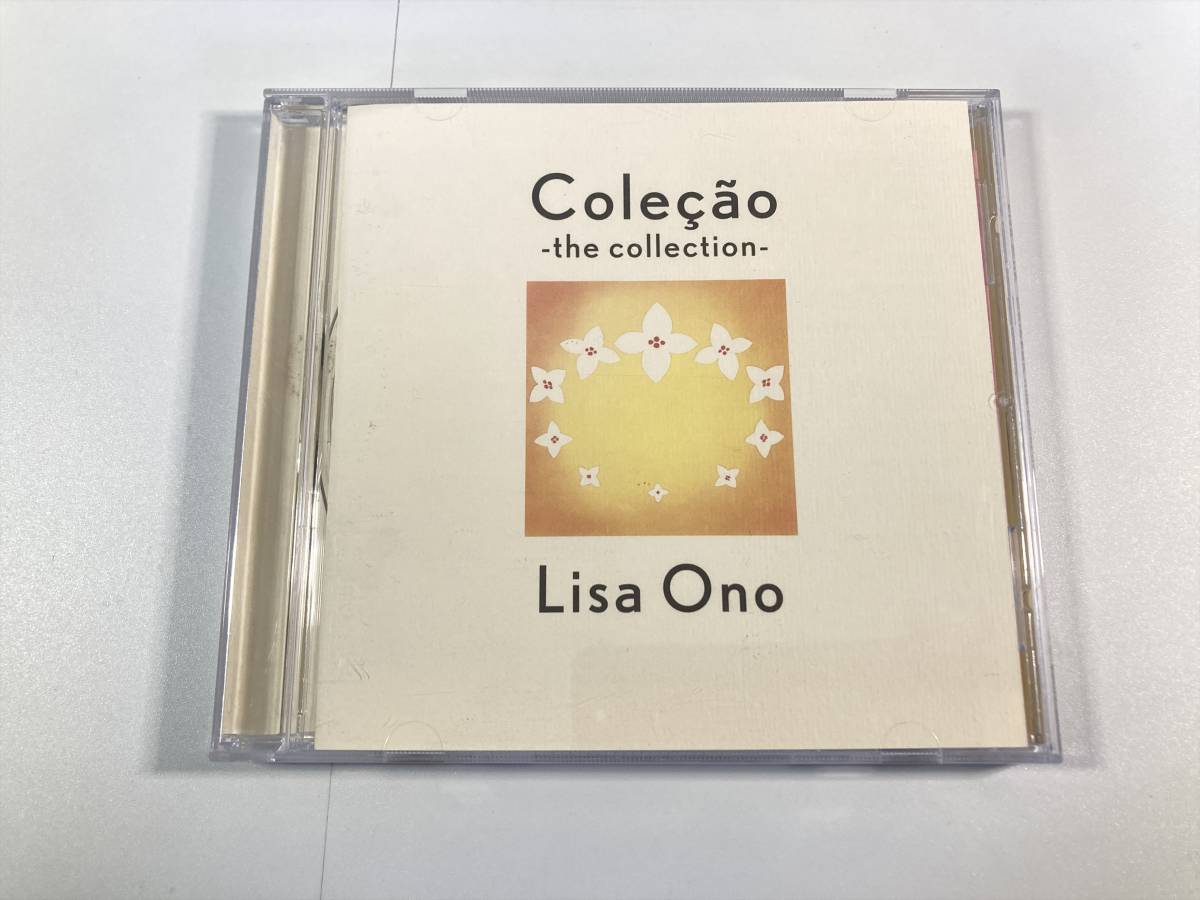 Coleção
-the collection-
Lisa Ono